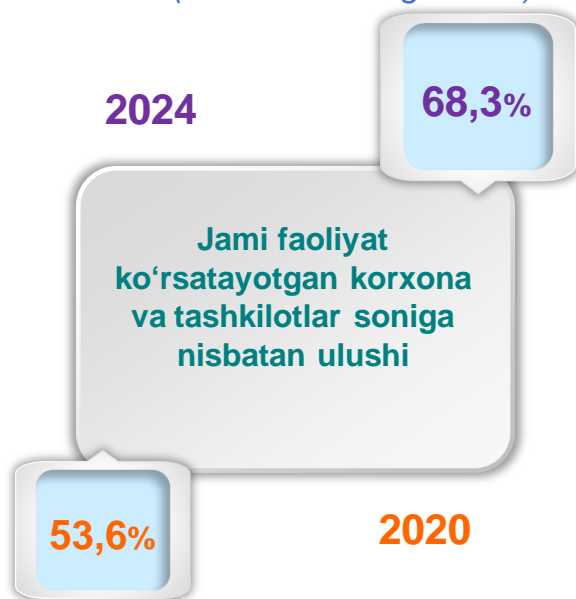 2024
68,3%
Jami faoliyat
ko‘rsatayotgan korxona
va tashkilotlar soniga
nisbatan ulushi
53,6%
2020